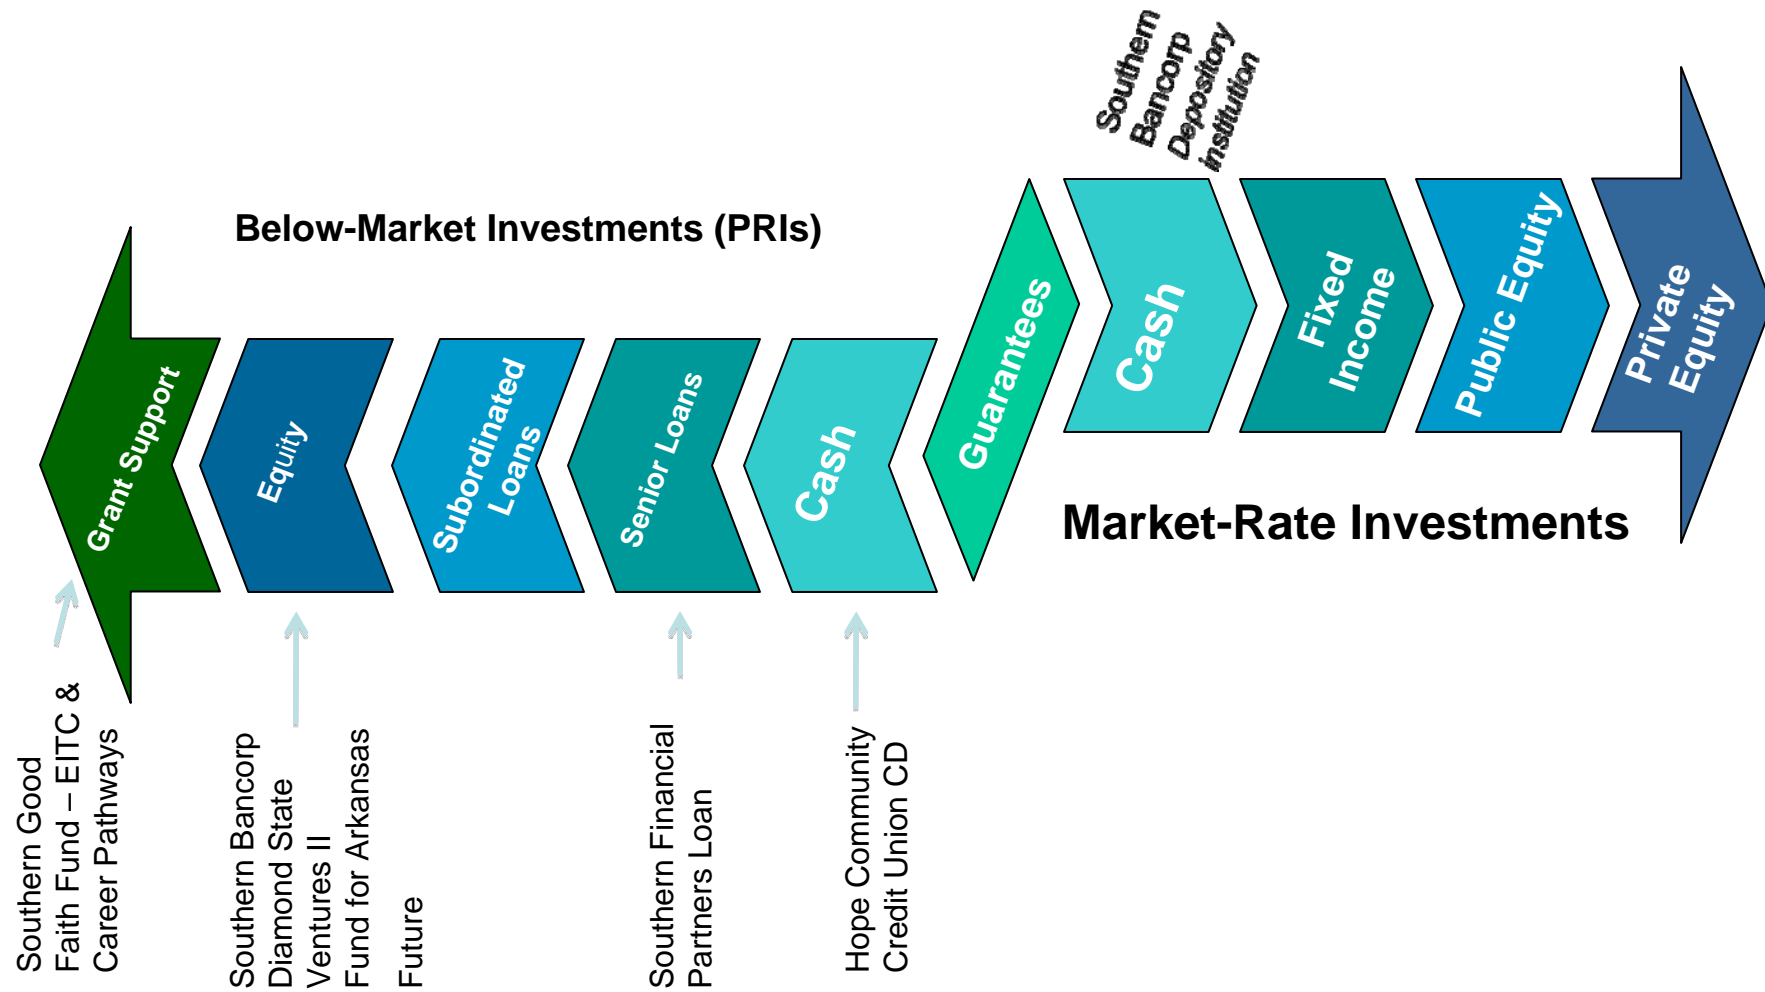 Southern
Bancorp
Depository
institution
Below-Market Investments (PRIs)
Grant Support
Equity
Subordinated
Loans
Senior Loans
Cash
Guarantees
Cash
Fixed
Income
Public Equity
Private
Equity
Market-Rate Investments
Southern Good
Faith Fund – EITC &
Career Pathways
Southern Bancorp
Diamond State
Ventures II
Fund for Arkansas
Future
Southern Financial
Partners Loan
Hope Community
Credit Union CD